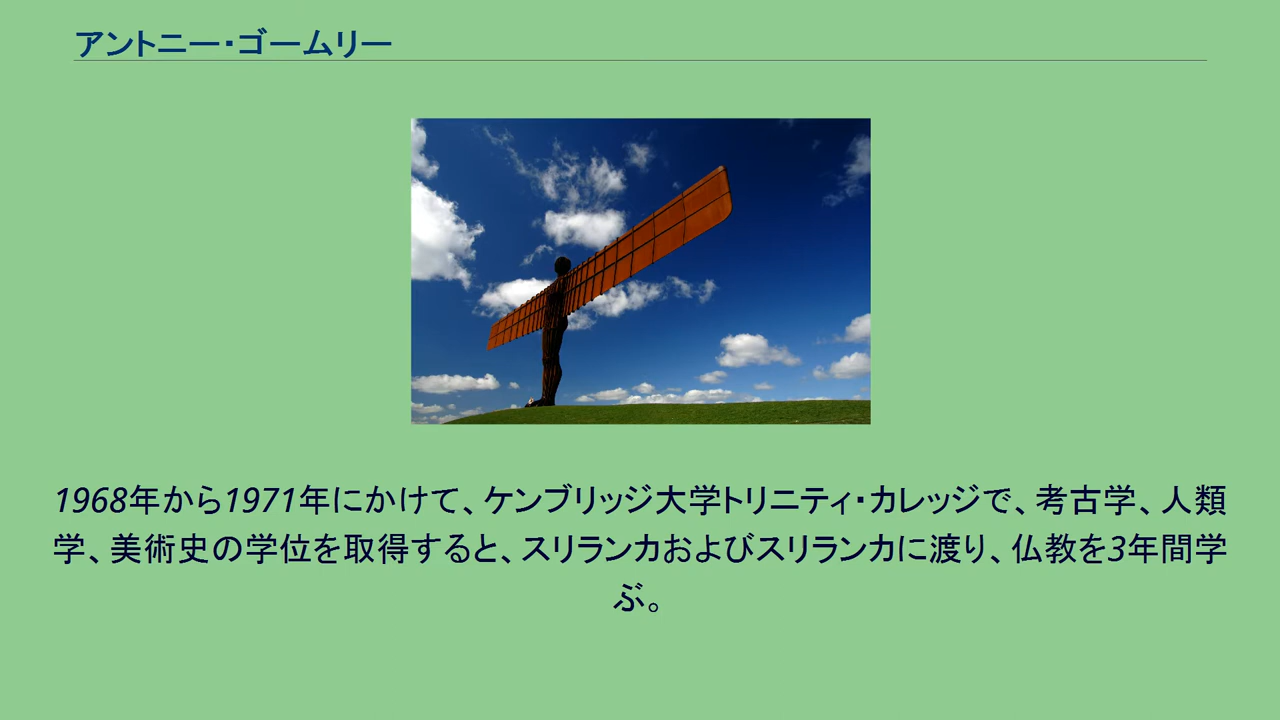 アントニー・ゴームリー
1968年から1971年にかけて、ケンブリッジ大学トリニティ・カレッジで、考古学、人類
学、美術史の学位を取得すると、スリランカおよびスリランカに渡り、仏教を3年間学
ぶ。